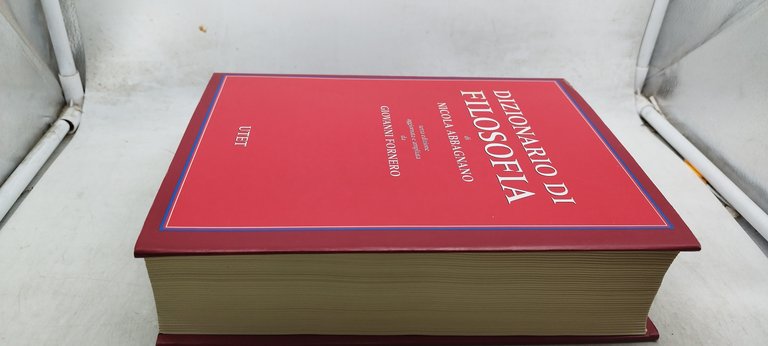 DIZIONARIO DI
FILOSOFIA
di
NICOLA ABBAGNANO
terza edizione
aggiornata e ampliata
da
GIOVANNI FORNERO
UTET